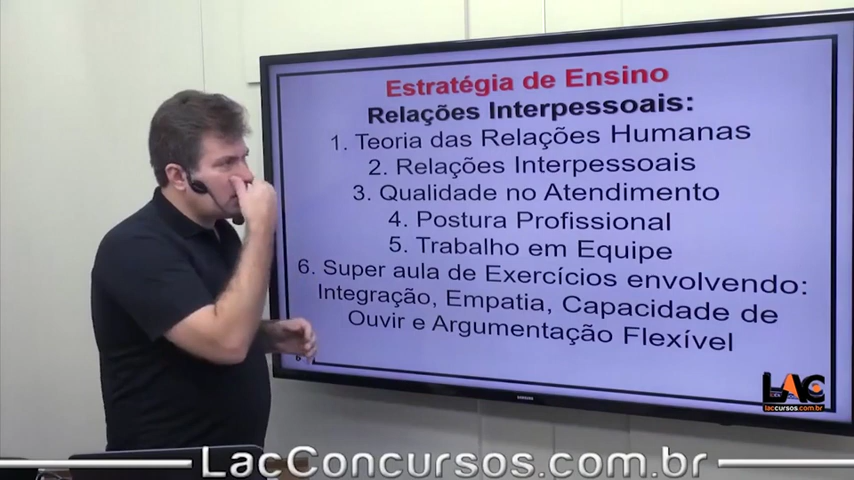 Estratégia de Ensino
Relações Interpessoais:
1. Teoria das Relações Humanas
2. Relações Interpessoais
3. Qualidade no Atendimento
4. Postura Profissional
5. Trabalho em Equipe
6. Super aula de Exercícios envolvendo:
Integração, Empatia, Capacidade de
Ouvir e Argumentação Flexível
6
LAC
laccursos.com.br
SAMSUNG
LacConcursos.com.br